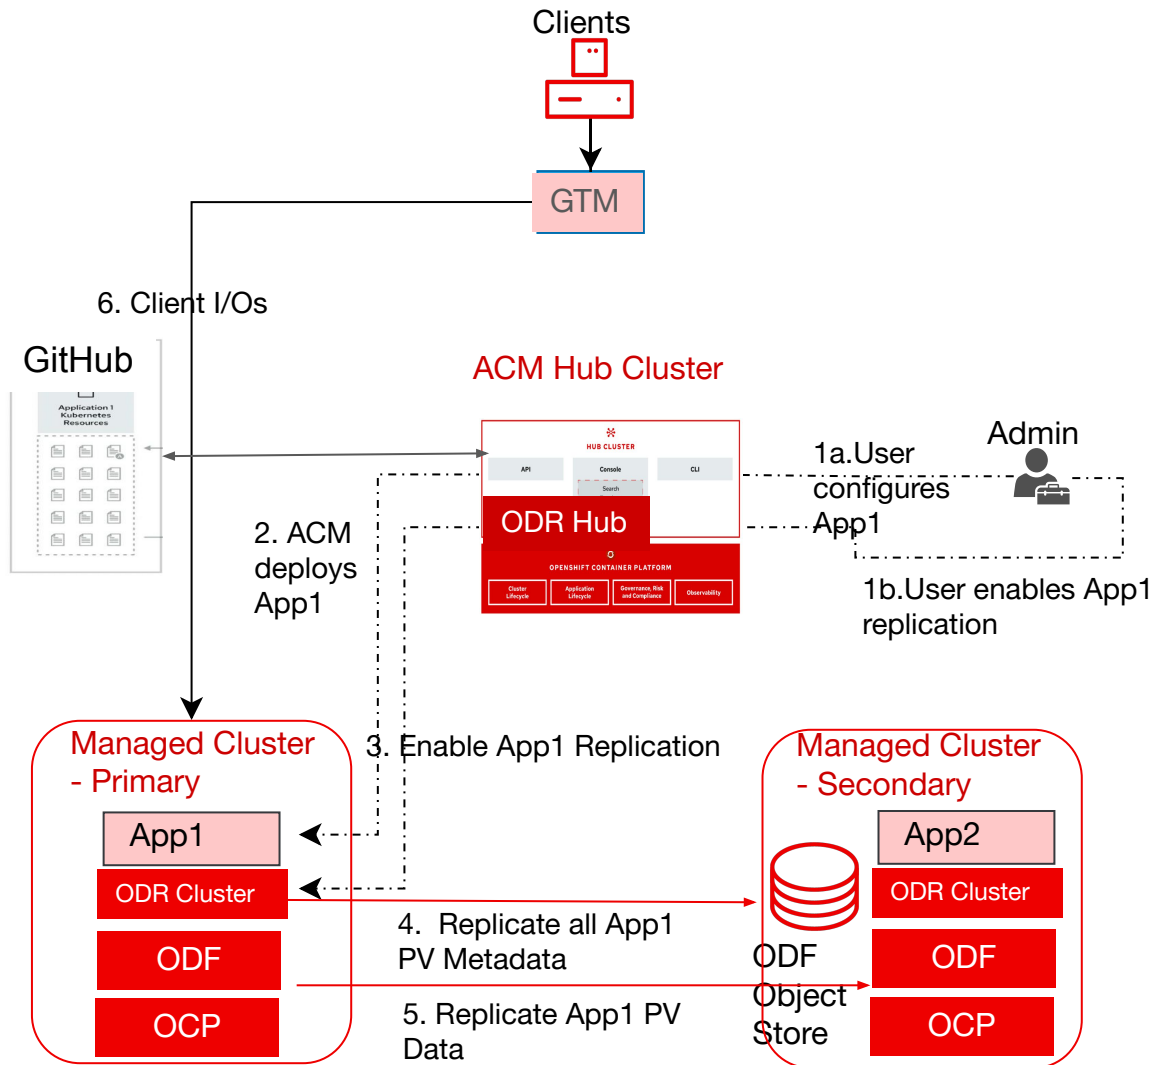 Clients
GTM
6. Client I/Os
GitHub
Application 1
Kubernetes
Resources
ACM Hub Cluster
HUB CLUSTER
API
Console
CLI
Search
ODR Hub
OPENSHIFT CONTAINER PLATFORM
Cluster
Lifecycle
Application
Lifecycle
Governance, Risk
and Compliance
Observability
Admin
1a.User
configures
App1
1b.User enables App1
replication
2. ACM
deploys
App1
3. Enable App1 Replication
Managed Cluster
- Primary
App1
ODR Cluster
ODF
OCP
4. Replicate all App1
PV Metadata
5. Replicate App1 PV
Data
Managed Cluster
- Secondary
App2
ODR Cluster
ODF
OCP
ODF
Object
Store